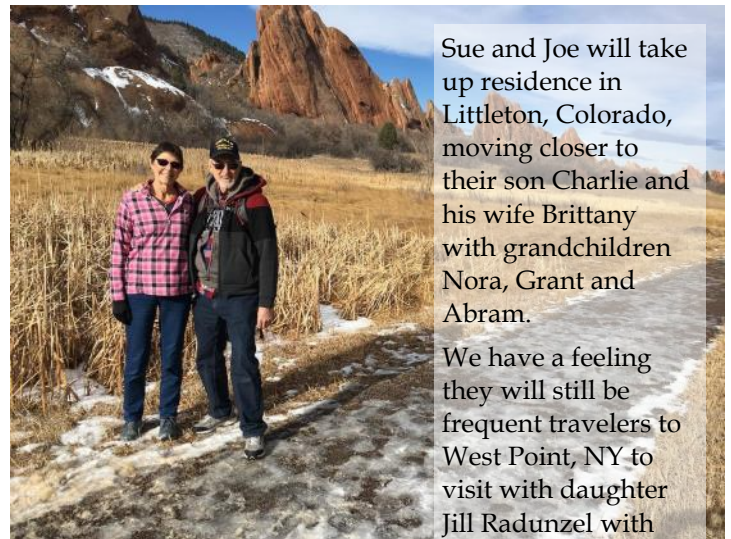 Sue and Joe will take
up residence in
Littleton, Colorado,
moving closer to
their son Charlie and
his wife Brittany
with grandchildren
Nora, Grant and
Abram.
We have a feeling
they will still be
frequent travelers to
West Point, NY to
visit with daughter
Jill Radunzel with